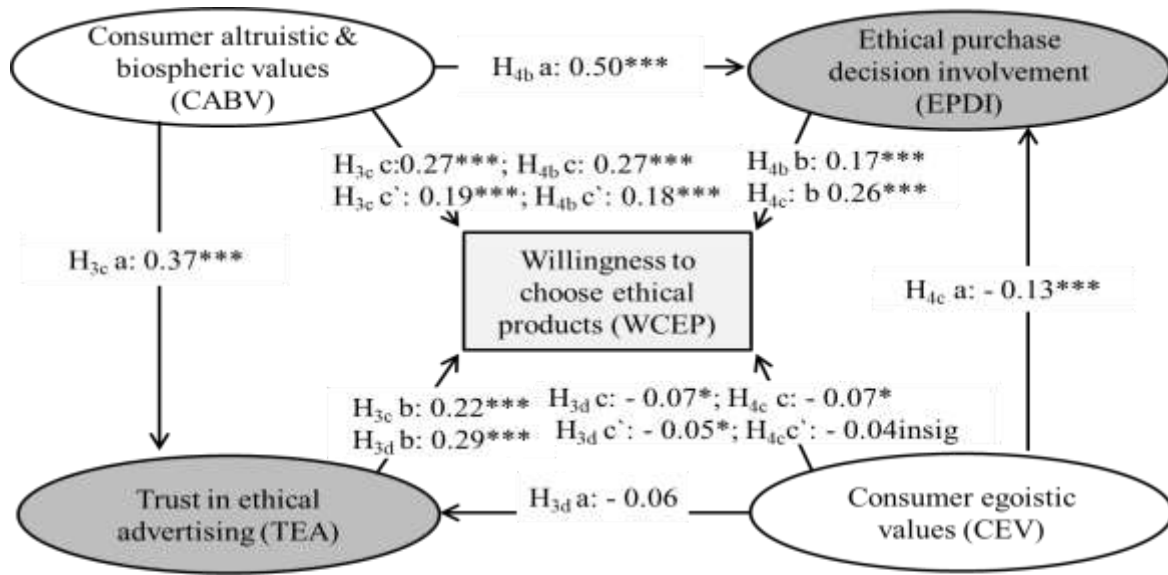 Consumer altruistic &
biospheric values
(CABV)
H4b a: 0.50***
Ethical purchase
decision involvement
(EPDI)
H3c c:0.27***; H4b c: 0.27***
H3c c`: 0.19***; H4b c`: 0.18***
H4b b: 0.17***
H4c: b 0.26***
H3c a: 0.37***
Willingness to
choose ethical
products (WCEP)
H4c a: - 0.13***
H3c b: 0.22***
H3d b: 0.29***
H3d c: - 0.07*; H4c c: - 0.07*
H3d c`: - 0.05*; H4cc`: - 0.04insig
Trust in ethical
advertising (TEA)
H3d a: - 0.06
Consumer egoistic
values (CEV)